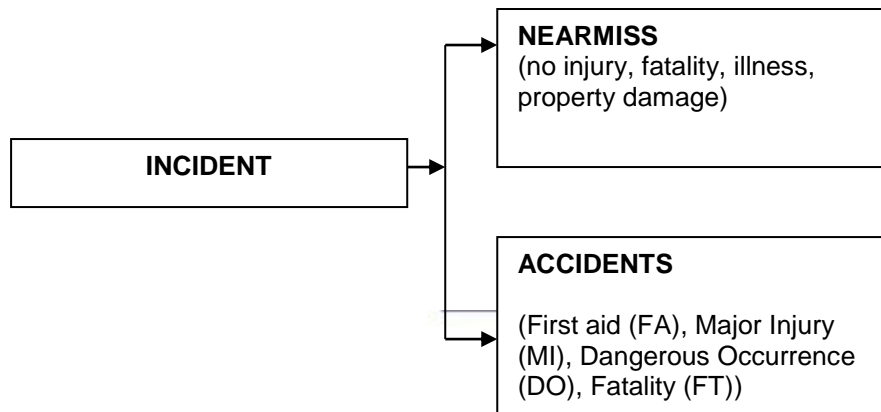 INCIDENT
NEARMISS
(no injury, fatality, illness,
property damage)
ACCIDENTS
(First aid (FA), Major Injury
(MI), Dangerous Occurrence
(DO), Fatality (FT))